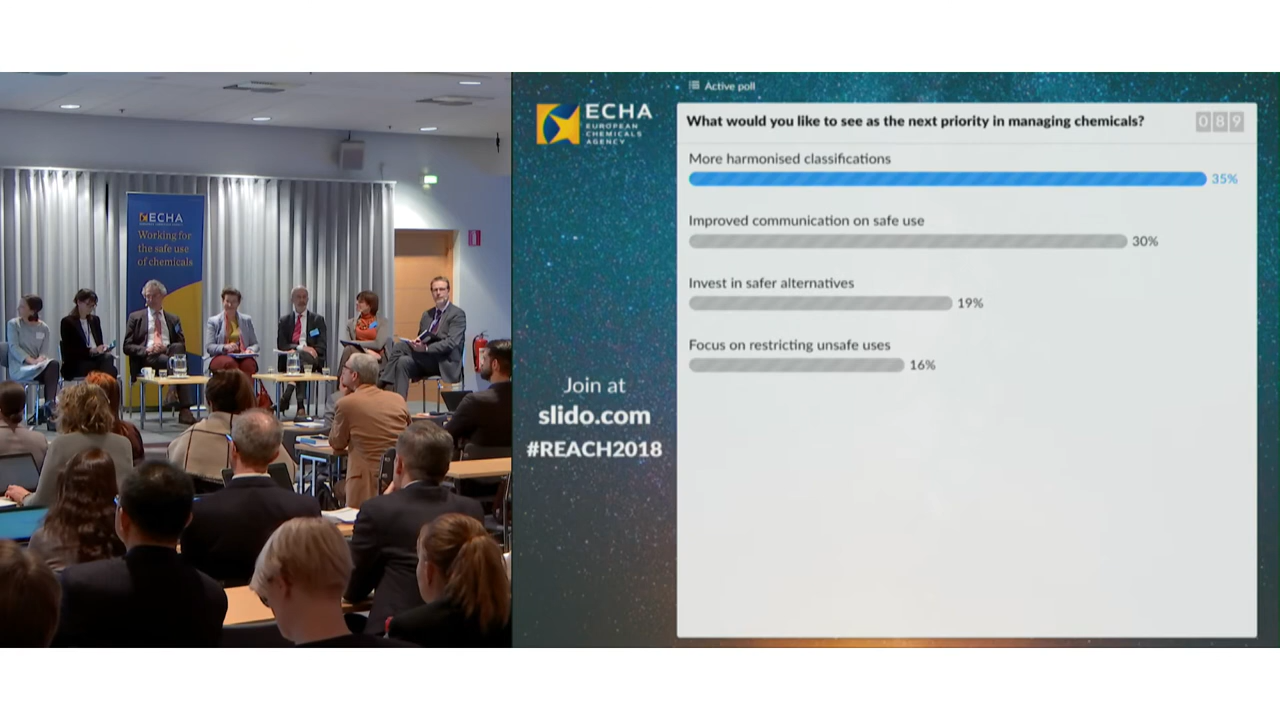 ECHA
Working for
the safe use
of chemicals
ECHA
EUROPEAN
CHEMICALS
AGENCY
Join at
slido.com
#REACH2018
Active poll
What would you like to see as the next priority in managing chemicals?
089
More harmonised classifications
35%
Improved communication on safe use
30%
Invest in safer alternatives
19%
Focus on restricting unsafe uses
16%